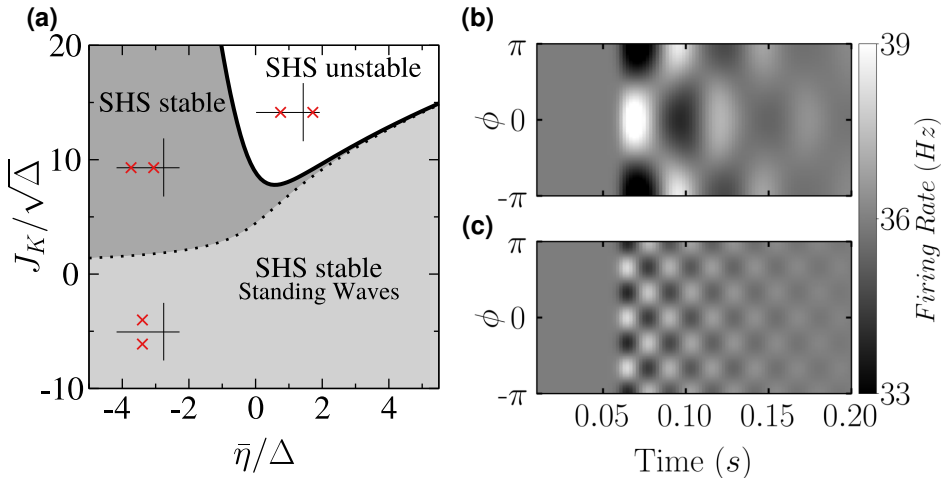 (a)
20
10
0
-10
J_K/√Δ
SHS unstable
SHS stable
SHS stable
Standing Waves
-4
-2
0
2
4
η̄/Δ
(b)
π
ϕ 0
-π
(c)
π
ϕ 0
-π
0.05
0.10
0.15
0.20
Time (s)
39
36
33
Firing Rate (Hz)